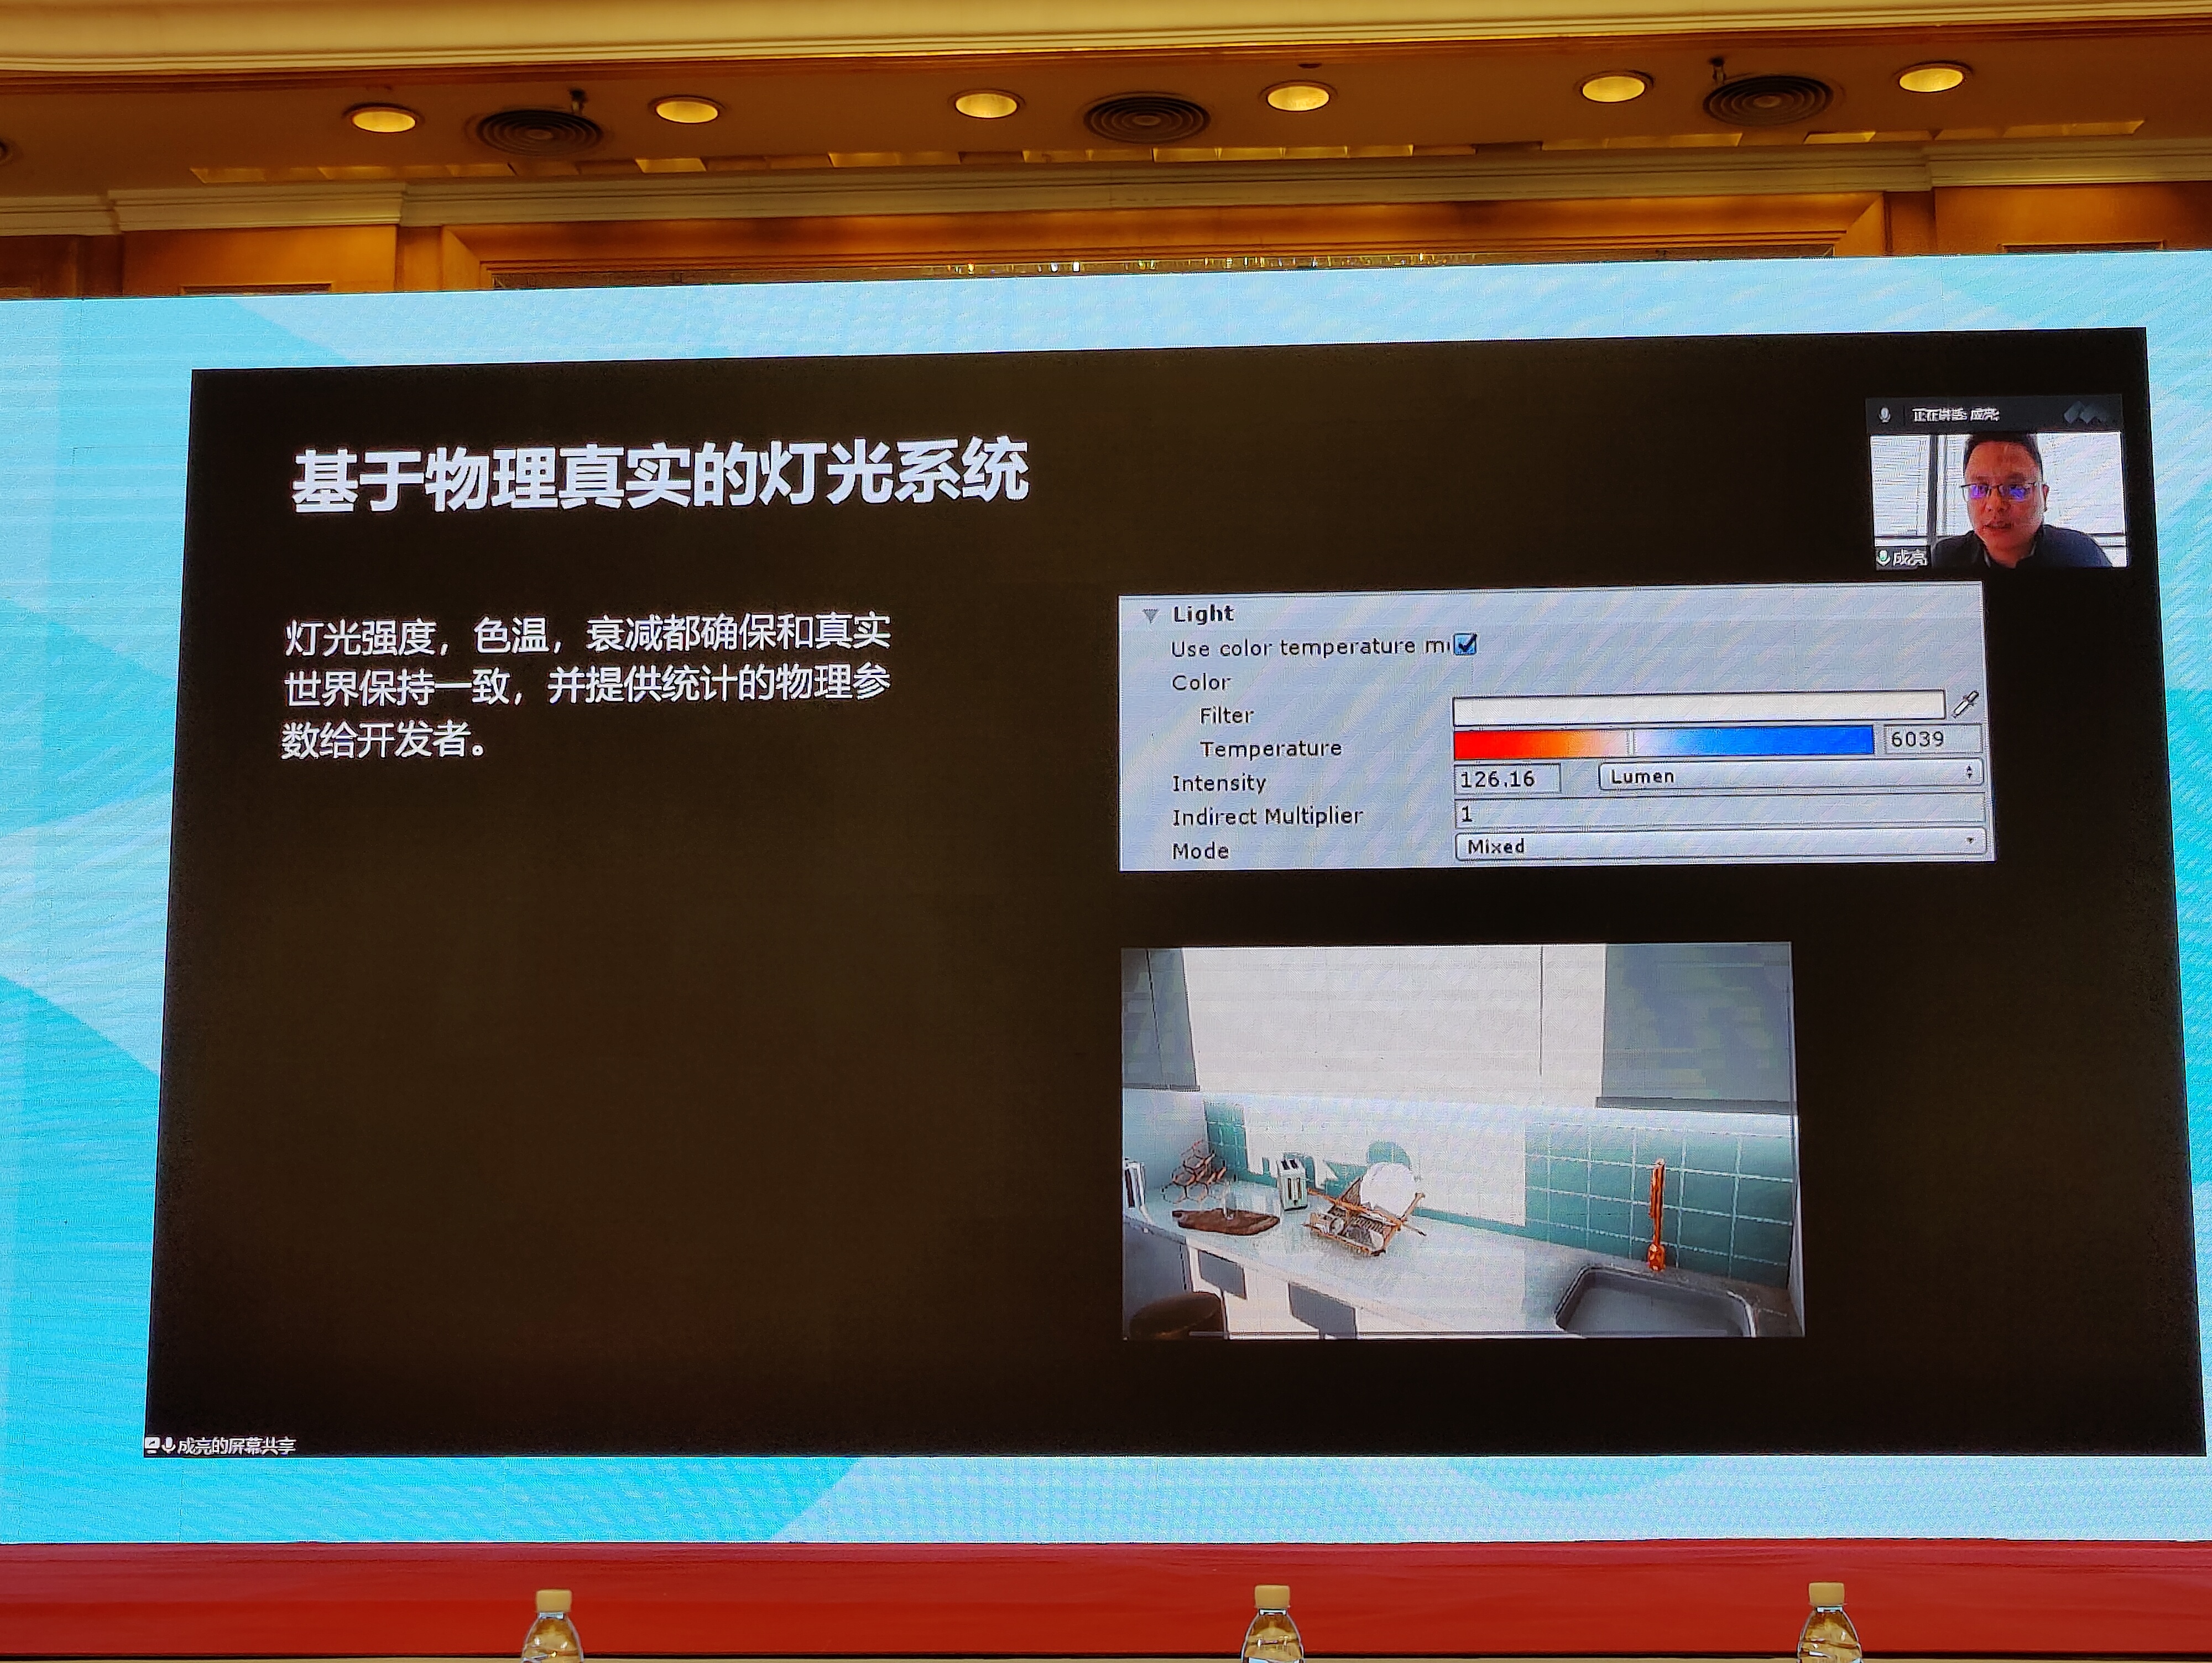 正在讲话: 成亮;
基于物理真实的灯光系统
成亮
灯光强度，色温，衰减都确保和真实
世界保持一致，并提供统计的物理参
数给开发者。
Light
Use color temperature m
Color
Filter
Temperature 6039
Intensity 126.16 Lumen
Indirect Multiplier 1
Mode Mixed
成亮的屏幕共享